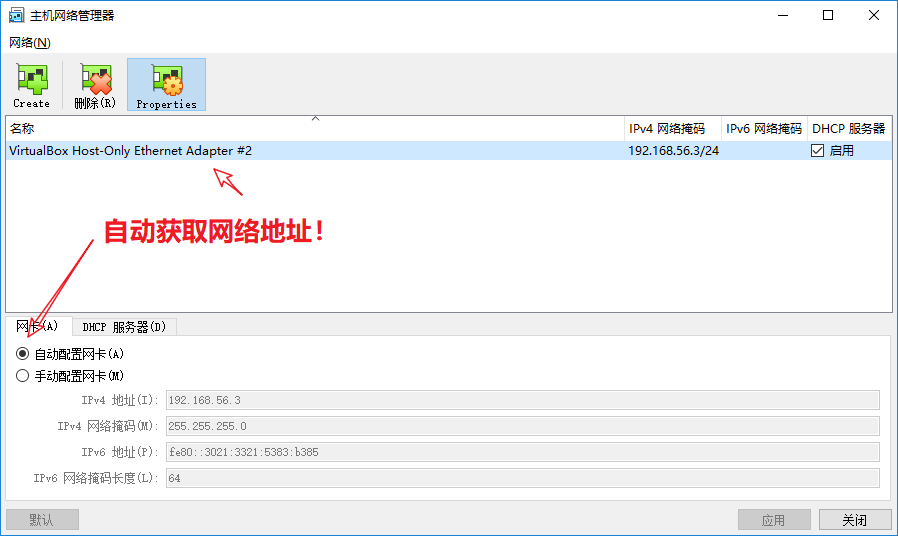 主机网络管理器
网络(N)
Create
删除(R)
Properties
名称 IPv4 网络掩码 IPv6 网络掩码 DHCP 服务器
VirtualBox Host-Only Ethernet Adapter #2 192.168.56.3/24 启用
自动获取网络地址！
网卡(A) DHCP 服务器(D)
自动配置网卡(A)
手动配置网卡(M)
IPv4 地址(I): 192.168.56.3
IPv4 网络掩码(M): 255.255.255.0
IPv6 地址(P): fe80::3021:3321:5383:b385
IPv6 网络掩码长度(L): 64
默认 应用 关闭